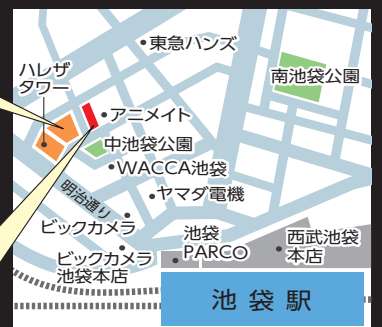 東急ハンズ
ハレザ
タワー
南池袋公園
アニメイト
中池袋公園
WACCA池袋
明治通り
ヤマダ電機
ビックカメラ
ビックカメラ
池袋本店
池袋
PARCO
西武池袋
本店
池袋駅